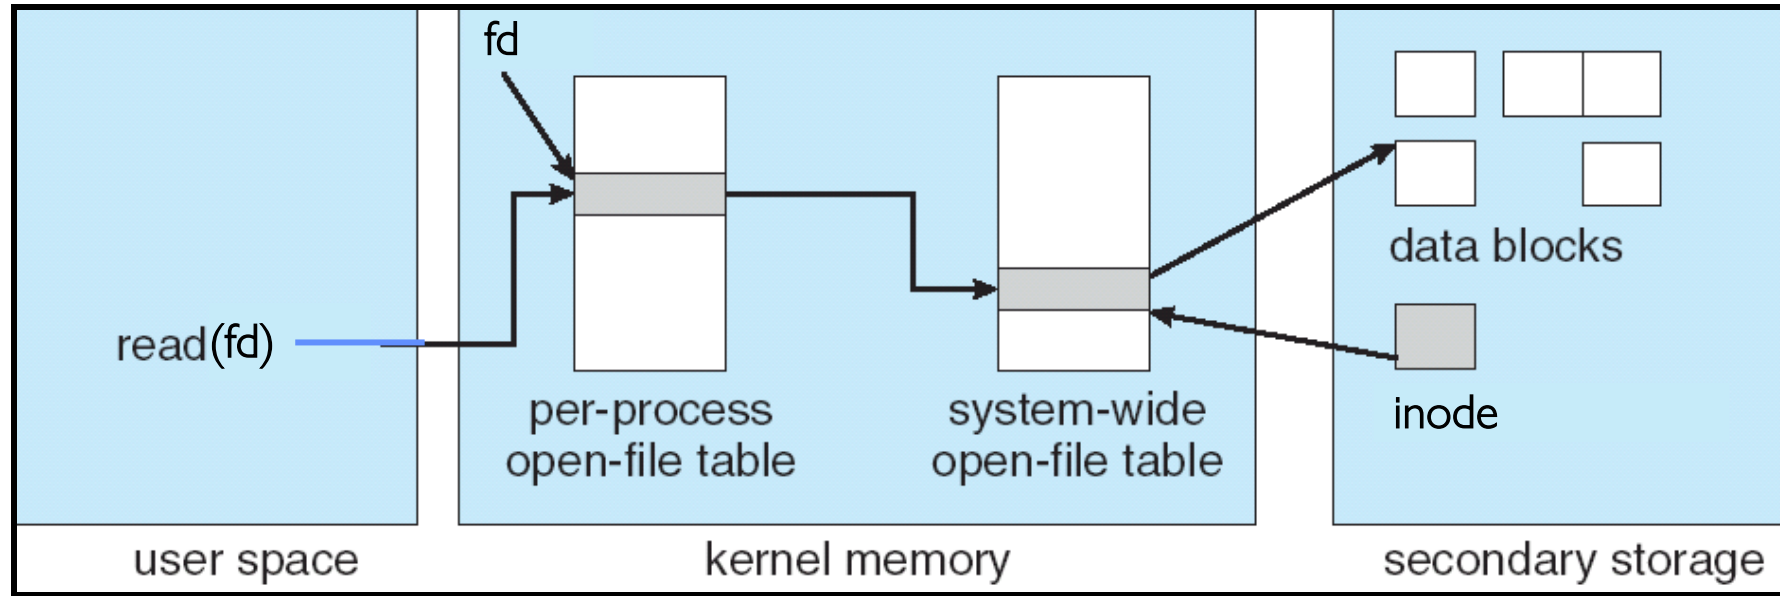 fd
read(fd)
per-process
open-file table
system-wide
open-file table
data blocks
inode
user space
kernel memory
secondary storage